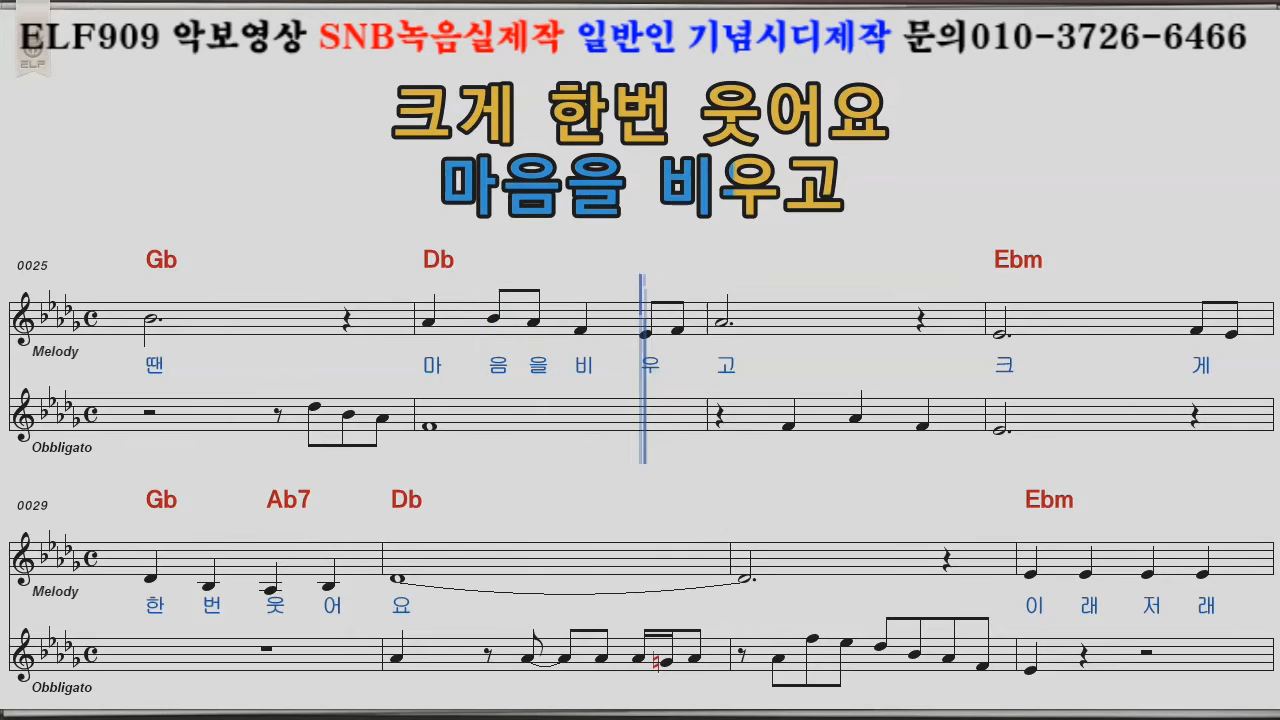 ELF909 악보영상 SNB녹음실제작 일반인 기념시디제작 문의010-3726-6466
ELF
크게 한번 웃어요
마음을 비우고
0025 Gb Db Ebm
Melody
땐 마 음 을 비 우 고 크 게
Obbligato
0029 Gb Ab7 Db Ebm
Melody
한 번 웃 어 요 이 래 저 래
Obbligato